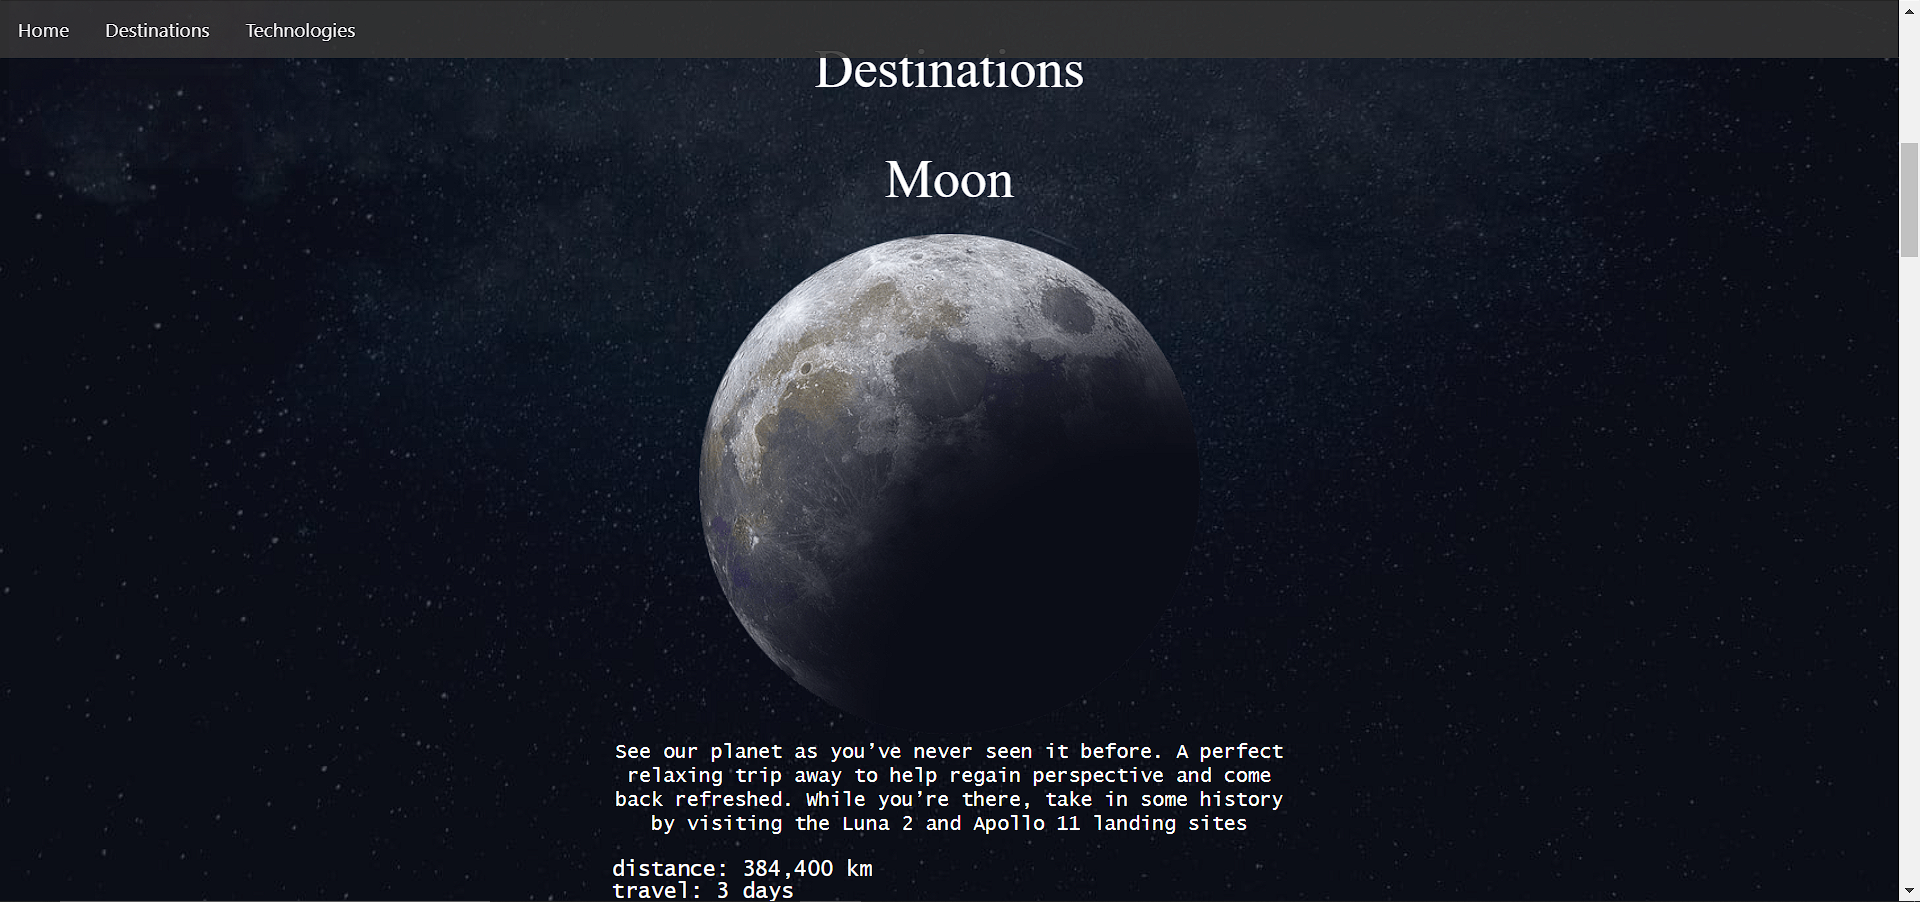 Home Destinations Technologies
Destinations
Moon
See our planet as you’ve never seen it before. A perfect
relaxing trip away to help regain perspective and come
back refreshed. While you’re there, take in some history
by visiting the Luna 2 and Apollo 11 landing sites
distance: 384,400 km
travel: 3 days